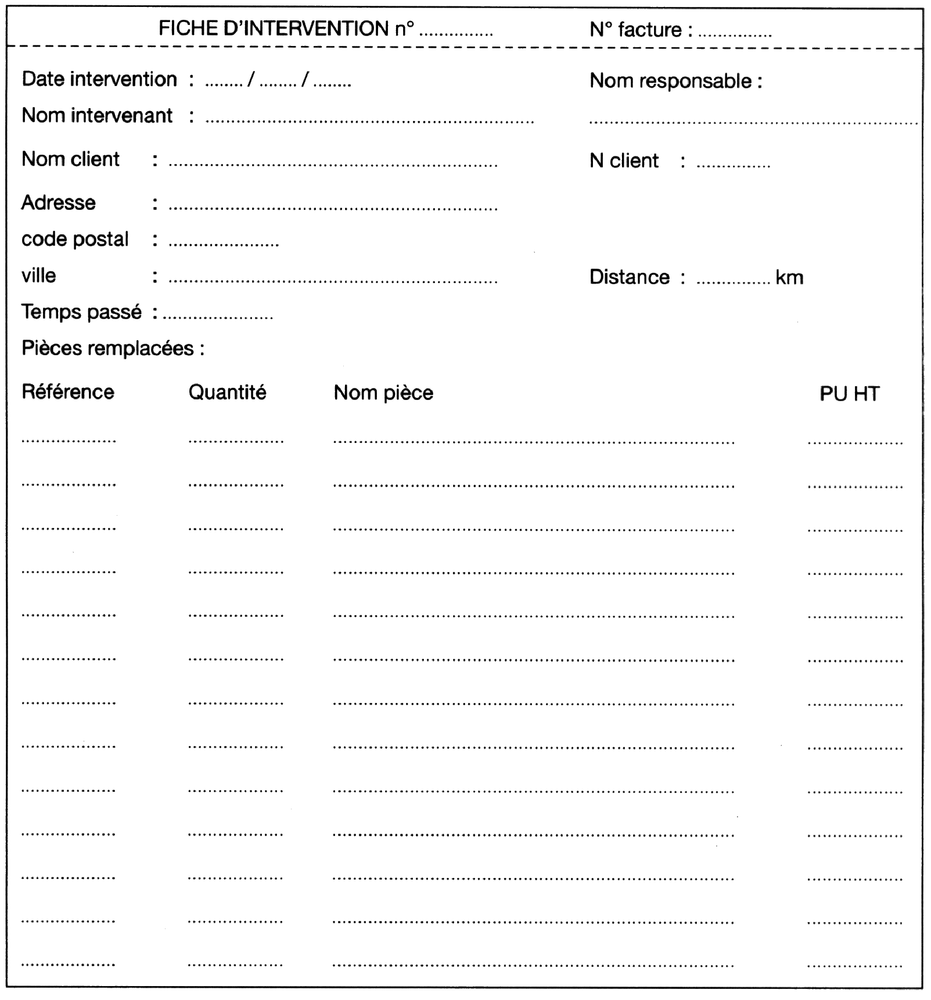 FICHE D'INTERVENTION n° ............... N° facture : ...............
Date intervention : ........ / ........ / ........ Nom responsable :
Nom intervenant : ................................................................ ................................................................
Nom client : ................................................................ N client : ...............
Adresse : ................................................................
code postal : ......................
ville : ................................................................ Distance : ............... km
Temps passé : ......................
Pièces remplacées :
Référence Quantité Nom pièce PU HT